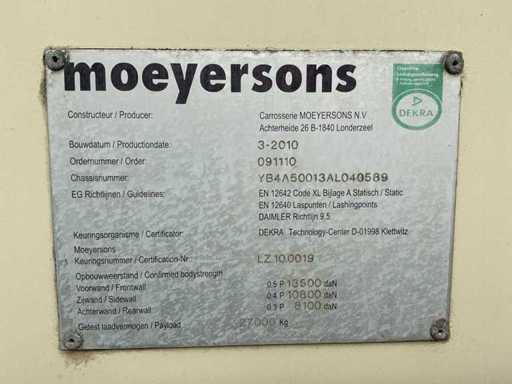 moeyersons
DEKRA
Constructeur / Producer: Carrosserie MOEYERSONS N.V
Achterheide 26 B-1840 Londerzeel
Bouwdatum / Productiondate: 3-2010
Ordernummer / Order: 091110
Chassisnummer: YB4A50013AL040589
EG Richtlijnen / Guidelines: EN 12642 Code XL Bijlage A Statisch / Static
EN 12640 Laspunten / Lashingpoints
DAIMLER Richtlijn 9.5
Keuringsorganisme / Certificator: DEKRA Technology-Center D-01998 Klettwitz
Moeyersons
Keuringsnummer / Certification-Nr LZ.10.0019
Opbouwweerstand / Confirmed bodystrength
Voorwand / Frontwall 0.5 P 13500 daN
Zijwand / Sidewall 0.4 P 10800 daN
Achterwand / Rearwall 0.3 P 8100 daN
Getest laadvermogen / Payload 27000 Kg